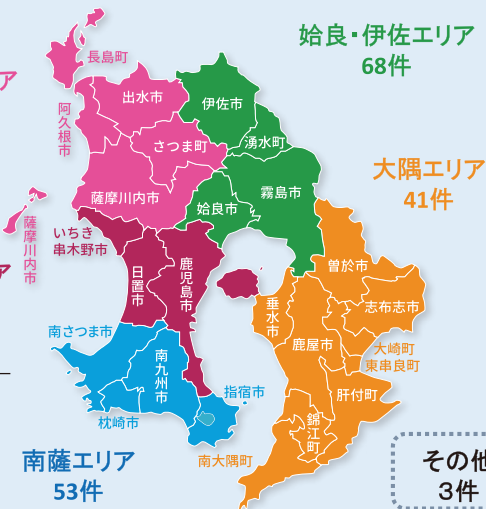 長島町
ア
阿久根市
出水市
さつま町
薩摩川内市
薩摩川内市
始良・伊佐エリア
68件
伊佐市
湧水町
霧島市
姶良市
大隅エリア
41件
ア
いちき
串木野市
日置市
鹿児島市
曽於市
志布志市
垂水市
鹿屋市
大崎町
東串良町
肝付町
錦江町
南大隅町
南さつま市
南九州市
指宿市
枕崎市
南薩エリア
53件
その他
3件